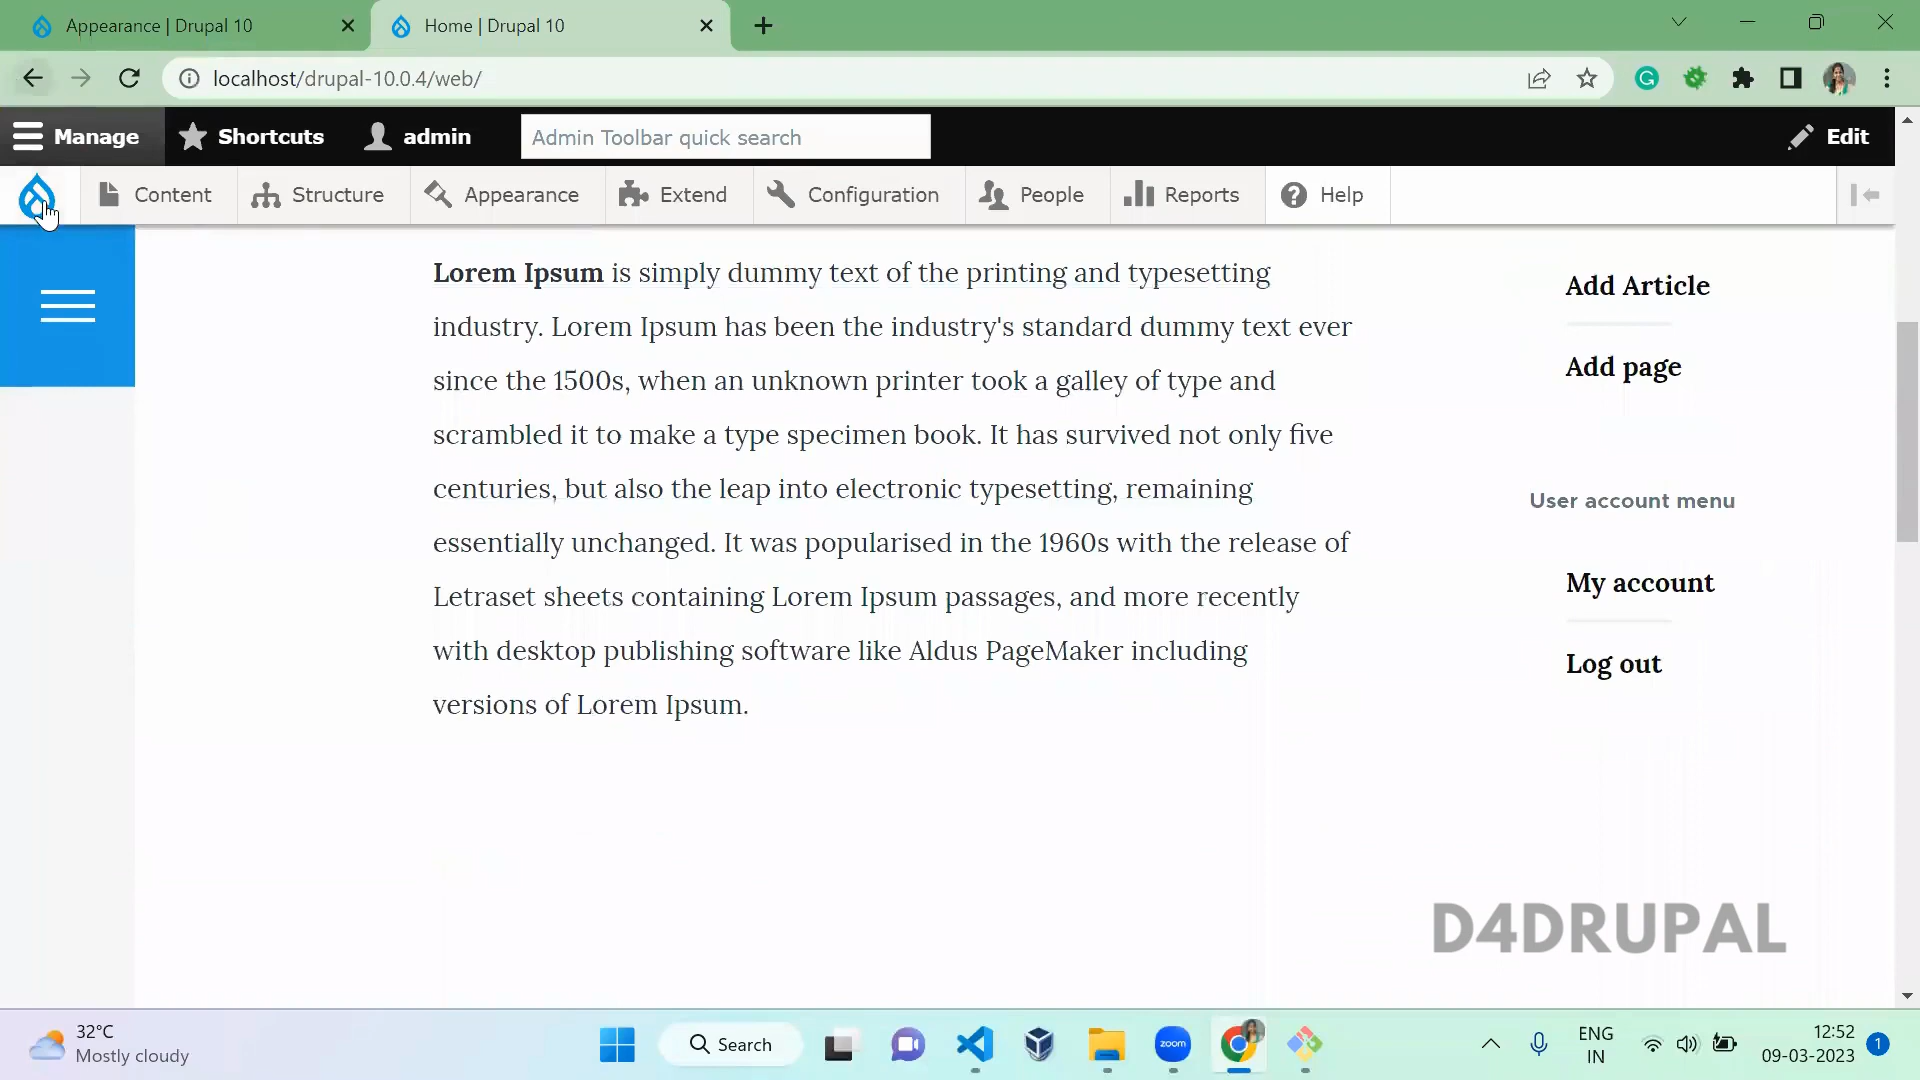 Appearance | Drupal 10
Home | Drupal 10
localhost/drupal-10.0.4/web/
Manage
Shortcuts
admin
Admin Toolbar quick search
Edit
Content
Structure
Appearance
Extend
Configuration
People
Reports
Help
Lorem Ipsum is simply dummy text of the printing and typesetting
industry. Lorem Ipsum has been the industry's standard dummy text ever
since the 1500s, when an unknown printer took a galley of type and
scrambled it to make a type specimen book. It has survived not only five
centuries, but also the leap into electronic typesetting, remaining
essentially unchanged. It was popularised in the 1960s with the release of
Letraset sheets containing Lorem Ipsum passages, and more recently
with desktop publishing software like Aldus PageMaker including
versions of Lorem Ipsum.
Add Article
Add page
User account menu
My account
Log out
D4DRUPAL
32°C
Mostly cloudy
Search
zoom
ENG
IN
12:52
09-03-2023
1